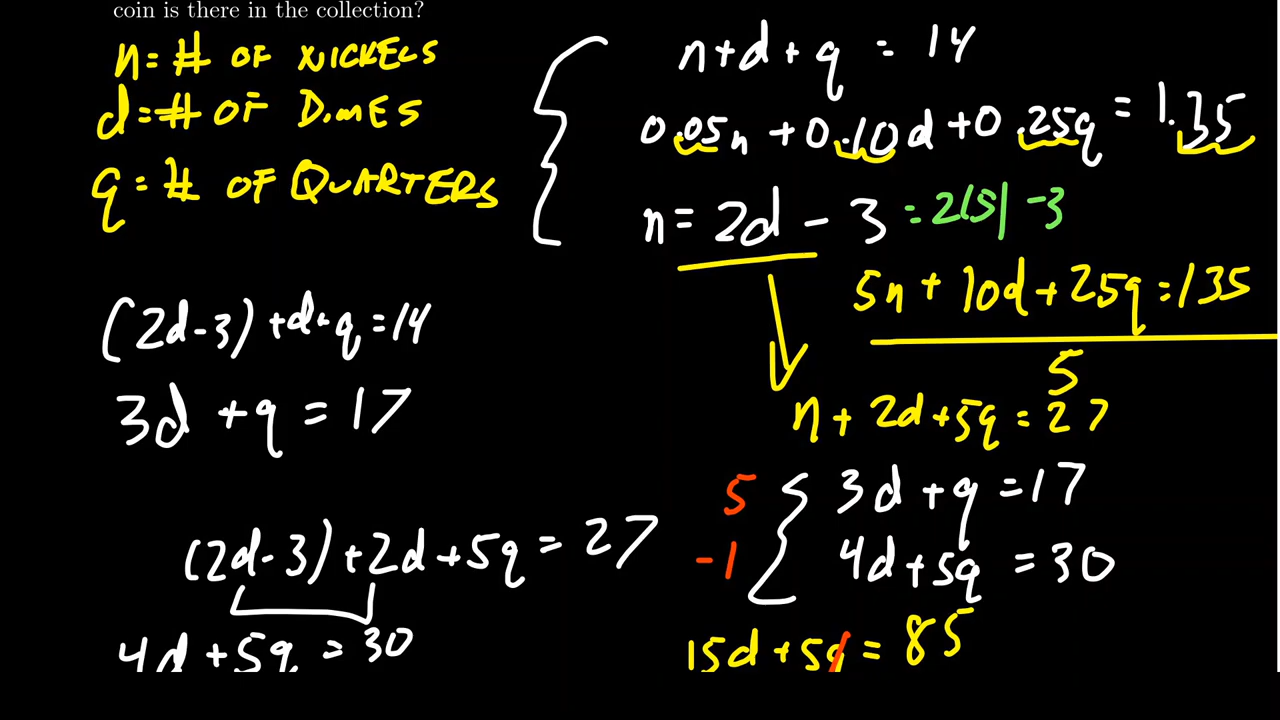 coin is there in the collection?
n = # OF NICKELS
d = # OF DIMES
q = # OF QUARTERS
n + d + q = 14
0.05n + 0.10d + 0.25q = 1.35
n = 2d - 3 = 2(5) - 3
5n + 10d + 25q = 135
5
n + 2d + 5q = 27
(2d - 3) + d + q = 14
3d + q = 17
(2d - 3) + 2d + 5q = 27
4d + 5q = 30
5 3d + q = 17
-1 4d + 5q = 30
15d + 5q = 85